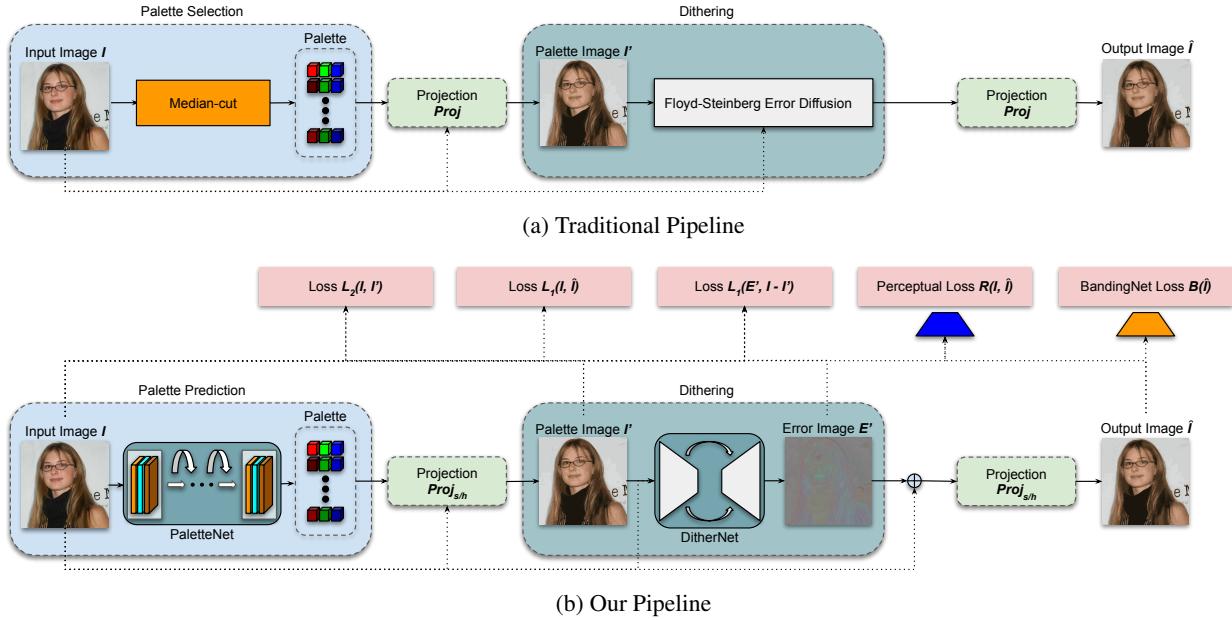 Palette Selection
Dithering
Input Image I
Palette
Palette Image I'
Output Image Î
Median-cut
Projection
Proj
Floyd-Steinberg Error Diffusion
Projection
Proj
(a) Traditional Pipeline
Loss L2(I, I')
Loss L1(I, Î)
Loss L1(E', I - I')
Perceptual Loss R(I, Î)
BandingNet Loss B(Î)
Palette Prediction
Dithering
Input Image I
Palette
Palette Image I'
Error Image E'
Output Image Î
Projection
Projs/h
Projection
Projs/h
PaletteNet
DitherNet
(b) Our Pipeline